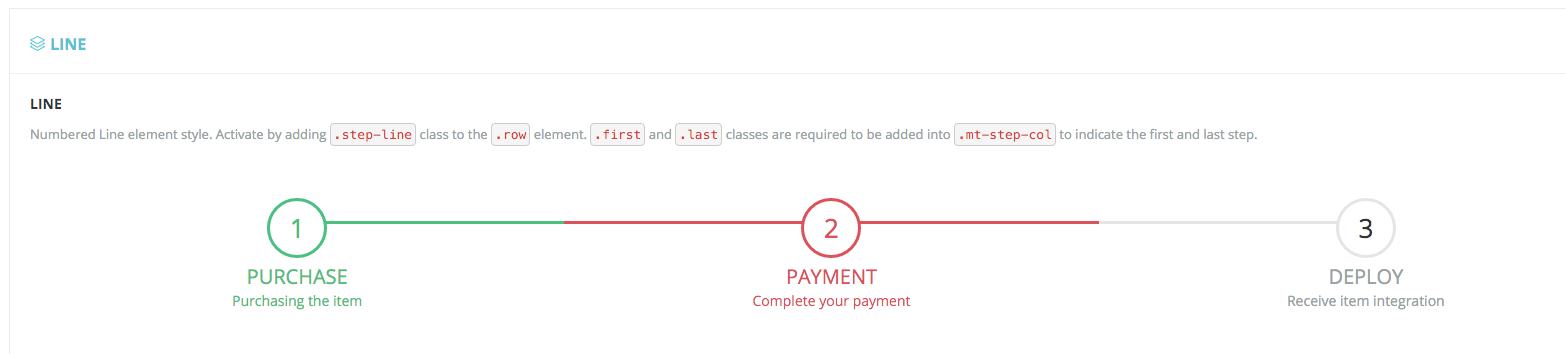 LINE
LINE
Numbered Line element style. Activate by adding .step-line class to the .row element. .first and .last classes are required to be added into .mt-step-col to indicate the first and last step.
1
2
3
PURCHASE
PAYMENT
DEPLOY
Purchasing the item
Complete your payment
Receive item integration